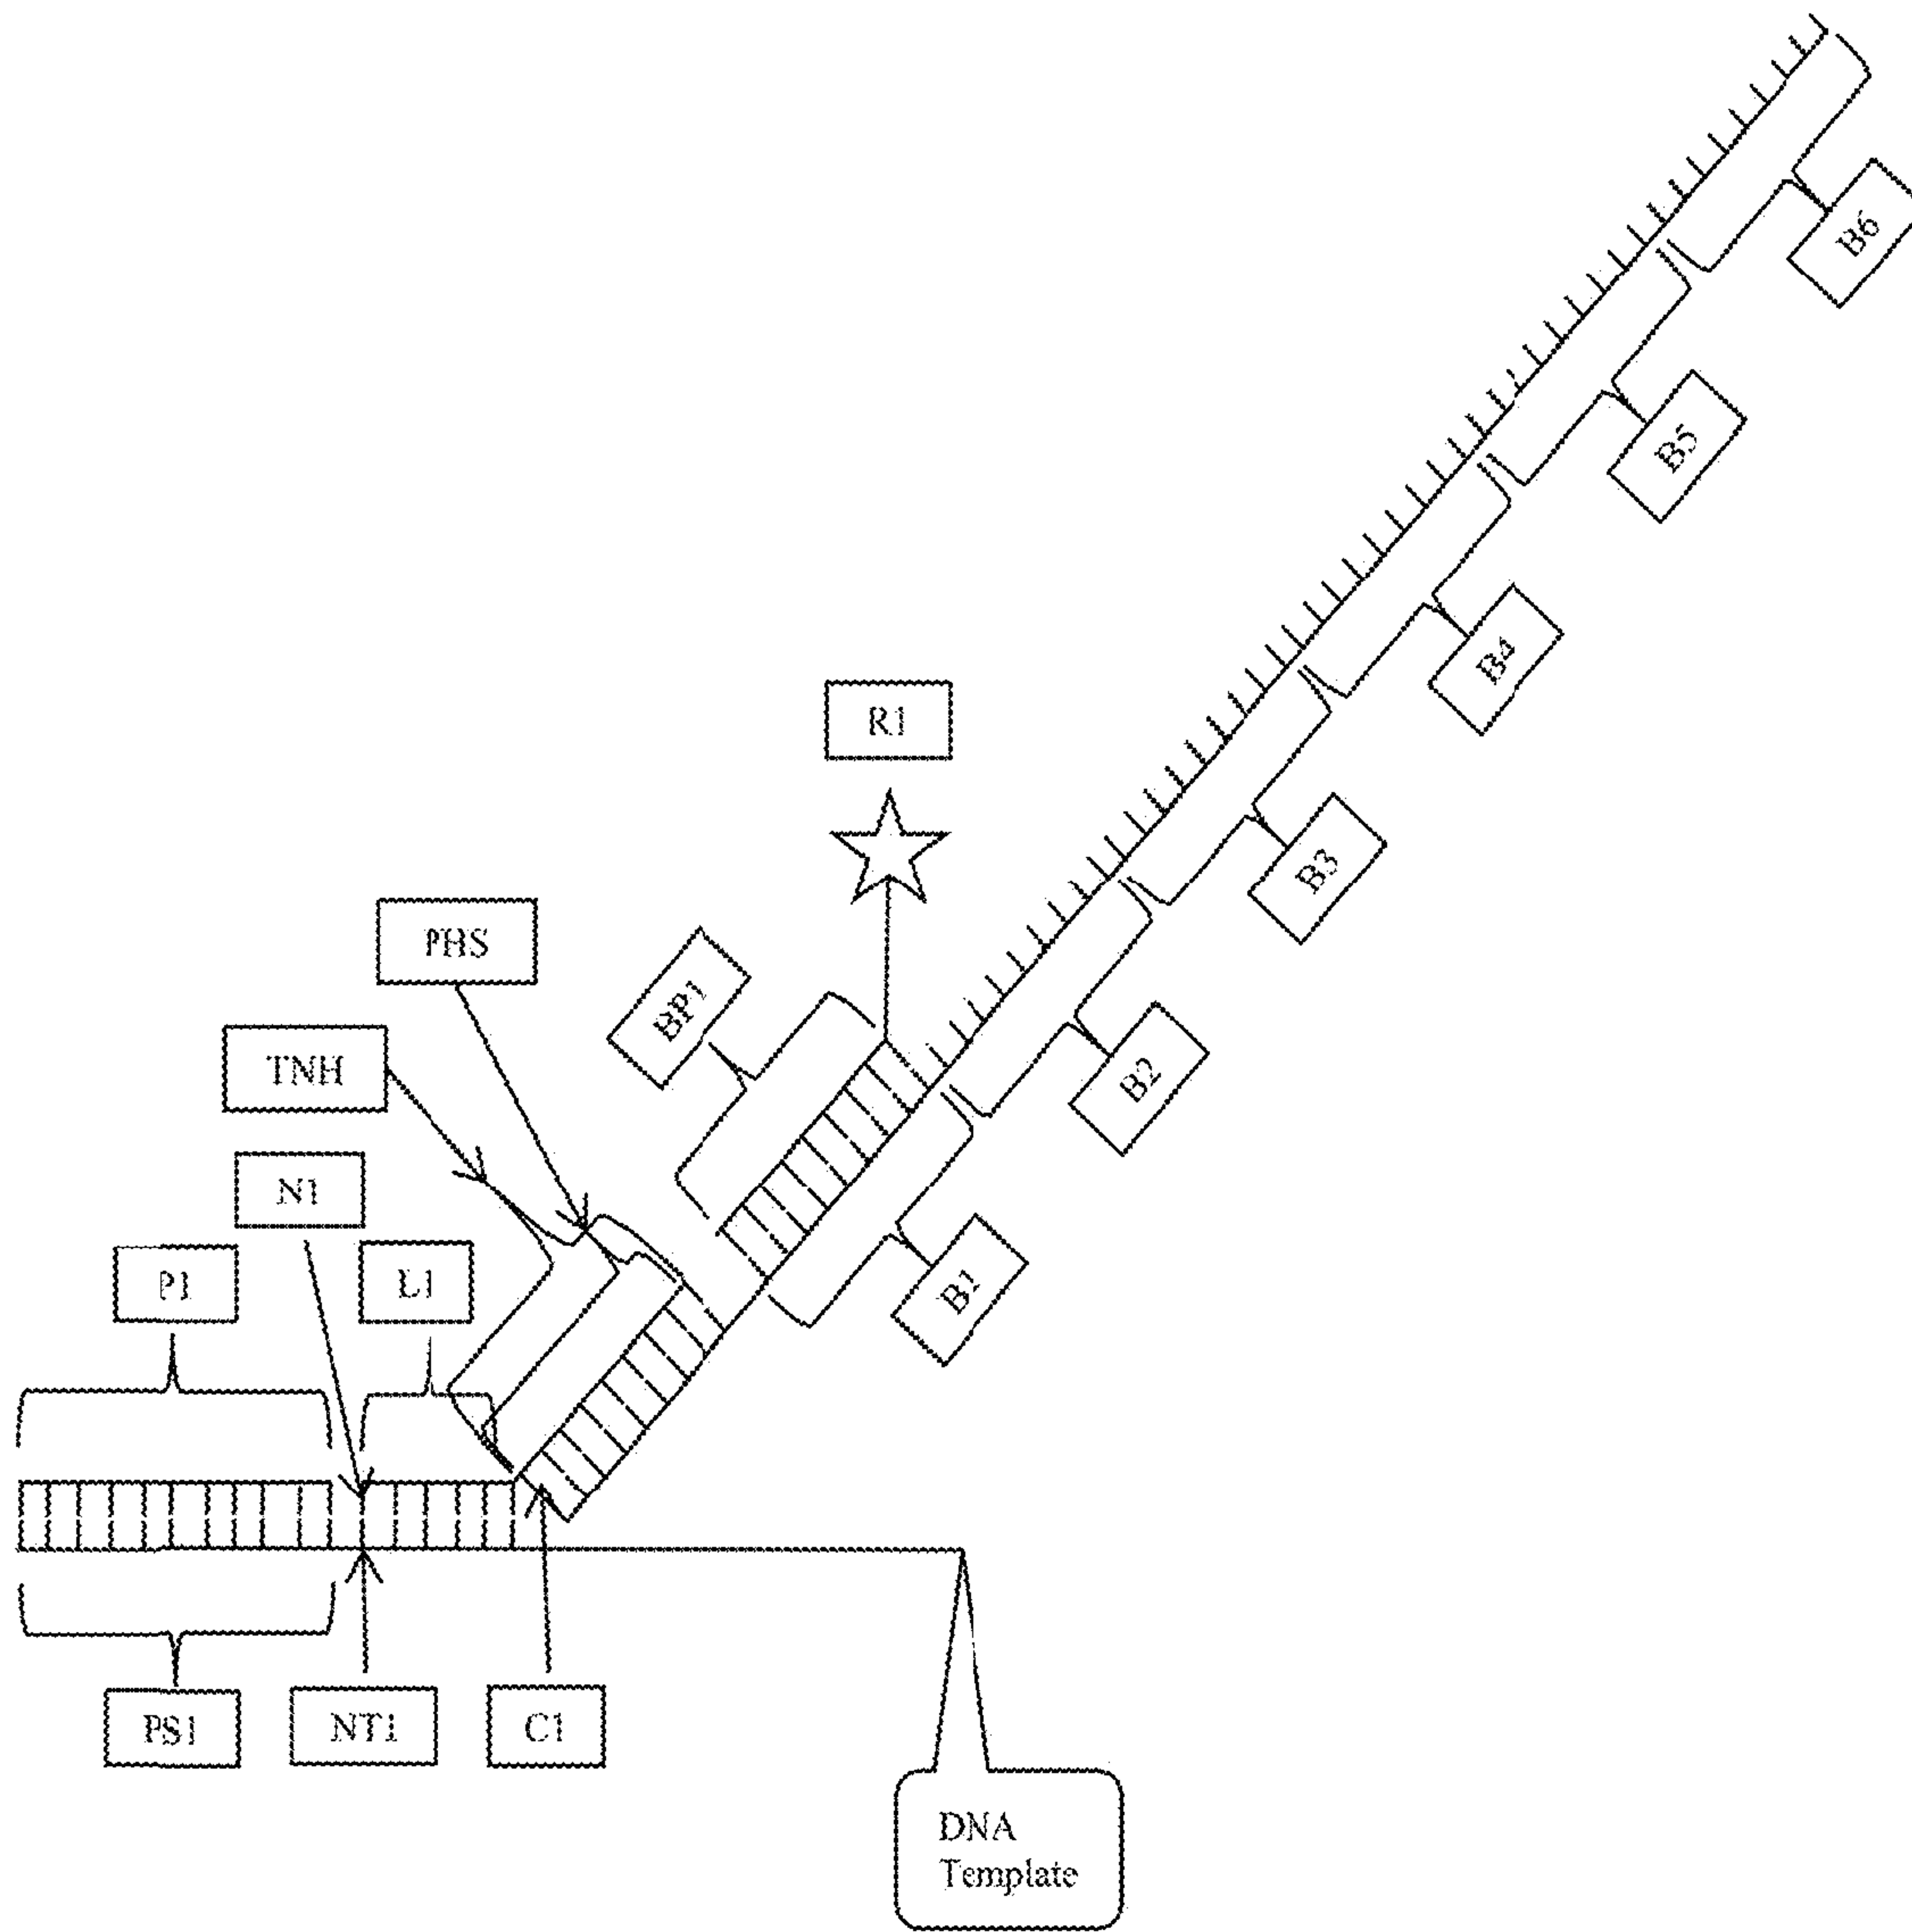 B6
B5
B4
R1
B3
PHS
BP1
TNH
B2
N1
P1
L1
B1
PS1
NT1
C1
DNA
Template